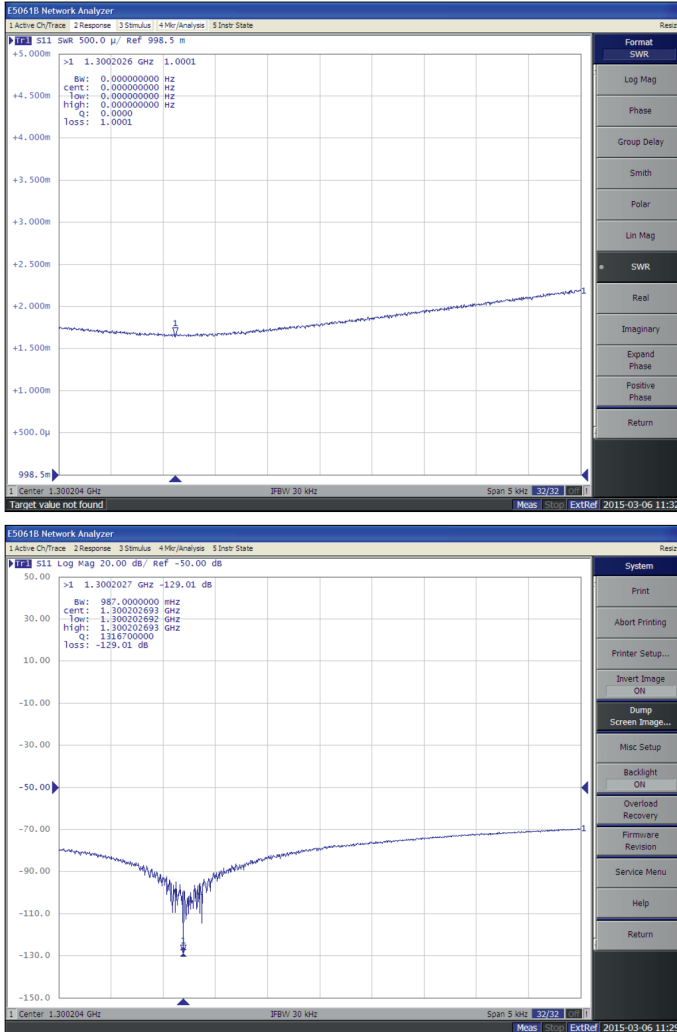 E5061B Network Analyzer
1 Active Ch/Trace 2 Response 3 Stimulus 4 Mkr/Analysis 5 Instr State Resiz
Tr1 S11 SWR 500.0 µ/ Ref 998.5 m
+5.000m
+4.500m
+4.000m
+3.500m
+3.000m
+2.500m
+2.000m
+1.500m
+1.000m
+500.0µ
998.5m
>1 1.3002026 GHz 1.0001
BW: 0.000000000 Hz
cent: 0.000000000 Hz
low: 0.000000000 Hz
high: 0.000000000 Hz
Q: 0.0000
loss: 1.0001
1
1
Format
SWR
Log Mag
Phase
Group Delay
Smith
Polar
Lin Mag
SWR
Real
Imaginary
Expand
Phase
Positive
Phase
Return
1 Center 1.300204 GHz IFBW 30 kHz Span 5 kHz 32/32 Off !
Target value not found Meas Stop ExtRef 2015-03-06 11:32
E5061B Network Analyzer
1 Active Ch/Trace 2 Response 3 Stimulus 4 Mkr/Analysis 5 Instr State Resiz
Tr1 S11 Log Mag 20.00 dB/ Ref -50.00 dB
50.00
30.00
10.00
-10.00
-30.00
-50.00
-70.00
-90.00
-110.0
-130.0
-150.0
>1 1.3002027 GHz -129.01 dB
BW: 987.0000000 mHz
cent: 1.300202693 GHz
low: 1.300202692 GHz
high: 1.300202693 GHz
Q: 1316700000
loss: -129.01 dB
1
1
System
Print
Abort Printing
Printer Setup...
Invert Image
ON
Dump
Screen Image...
Misc Setup
Backlight
ON
Overload
Recovery
Firmware
Revision
Service Menu
Help
Return
1 Center 1.300204 GHz IFBW 30 kHz Span 5 kHz 32/32 Off !
Meas Stop ExtRef 2015-03-06 11:29